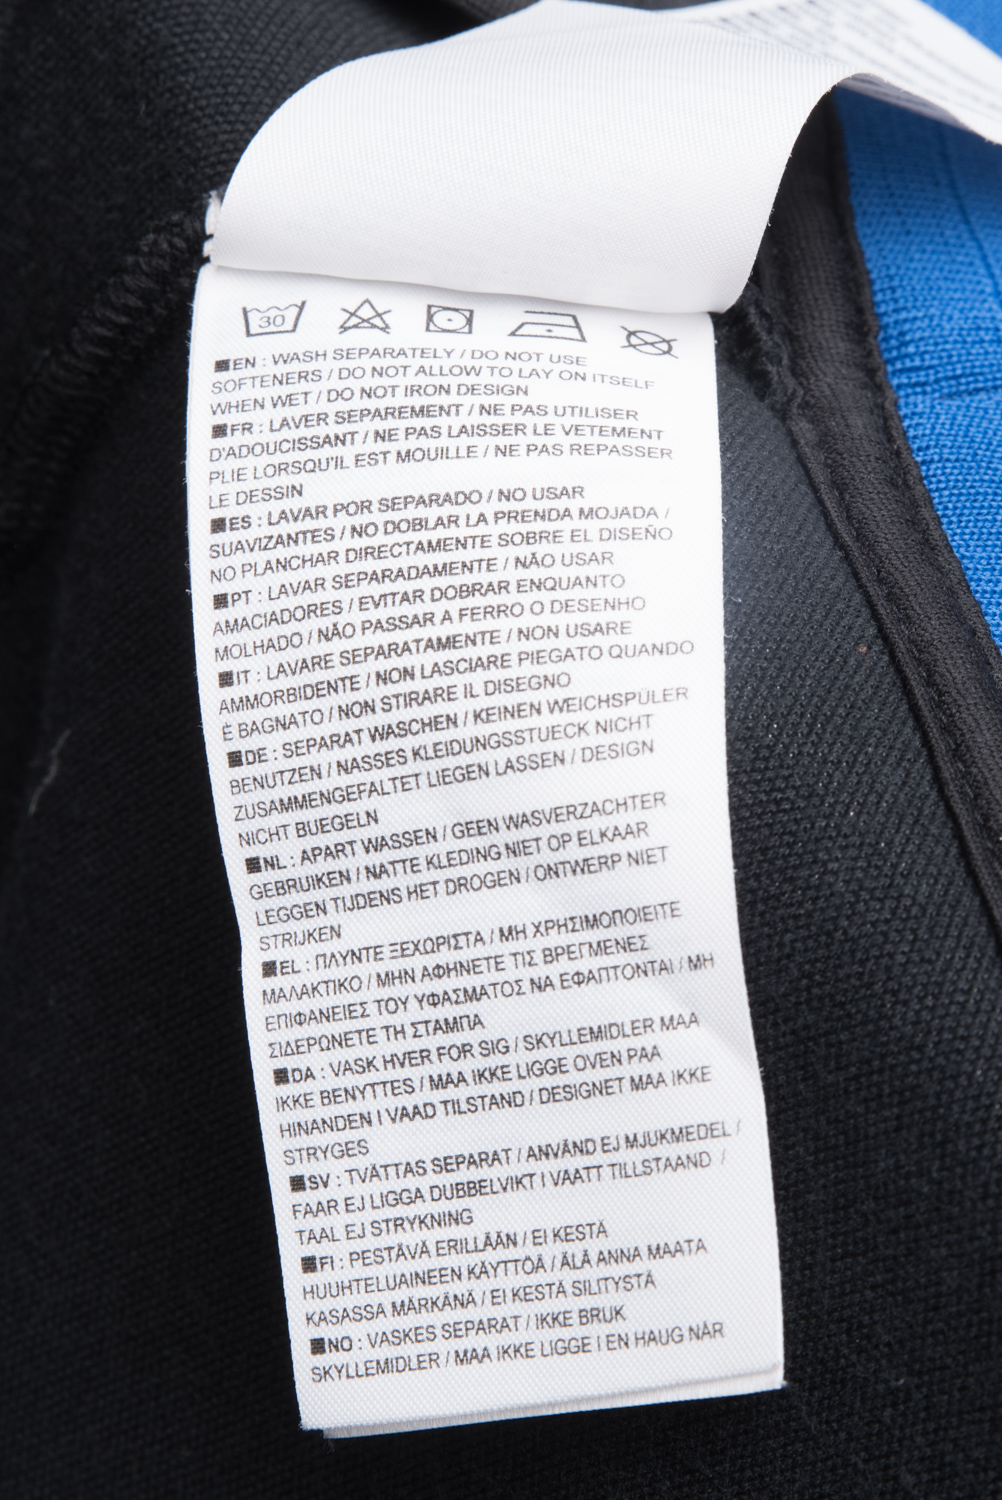 30
EN : WASH SEPARATELY / DO NOT USE
SOFTENERS / DO NOT ALLOW TO LAY ON ITSELF
WHEN WET / DO NOT IRON DESIGN
FR : LAVER SEPAREMENT / NE PAS UTILISER
D'ADOUCISSANT / NE PAS LAISSER LE VETEMENT
PLIE LORSQU'IL EST MOUILLE / NE PAS REPASSER
LE DESSIN
ES : LAVAR POR SEPARADO / NO USAR
SUAVIZANTES / NO DOBLAR LA PRENDA MOJADA /
NO PLANCHAR DIRECTAMENTE SOBRE EL DISEÑO
PT : LAVAR SEPARADAMENTE / NÃO USAR
AMACIADORES / EVITAR DOBRAR ENQUANTO
MOLHADO / NÃO PASSAR A FERRO O DESENHO
IT : LAVARE SEPARATAMENTE / NON USARE
AMMORBIDENTE / NON LASCIARE PIEGATO QUANDO
È BAGNATO / NON STIRARE IL DISEGNO
DE : SEPARAT WASCHEN / KEINEN WEICHSPÜLER
BENUTZEN / NASSES KLEIDUNGSSTUECK NICHT
ZUSAMMENGEFALTET LIEGEN LASSEN / DESIGN
NICHT BUEGELN
NL : APART WASSEN / GEEN WASVERZACHTER
GEBRUIKEN / NATTE KLEDING NIET OP ELKAAR
LEGGEN TIJDENS HET DROGEN / ONTWERP NIET
STRIJKEN
EL : ΠΛΥΝΤΕ ΞΕΧΩΡΙΣΤΑ / ΜΗ ΧΡΗΣΙΜΟΠΟΙΕΙΤΕ
ΜΑΛΑΚΤΙΚΟ / ΜΗΝ ΑΦΗΝΕΤΕ ΤΙΣ ΒΡΕΓΜΕΝΕΣ
ΕΠΙΦΑΝΕΙΕΣ ΤΟΥ ΥΦΑΣΜΑΤΟΣ ΝΑ ΕΦΑΠΤΟΝΤΑΙ / ΜΗ
ΣΙΔΕΡΩΝΕΤΕ ΤΗ ΣΤΑΜΠΑ
DA : VASK HVER FOR SIG / SKYLLEMIDLER MAA
IKKE BENYTTES / MAA IKKE LIGGE OVEN PAA
HINANDEN I VAAD TILSTAND / DESIGNET MAA IKKE
STRYGES
SV : TVÄTTAS SEPARAT / ANVÄND EJ MJUKMEDEL /
FAAR EJ LIGGA DUBBELVIKT I VAATT TILLSTAAND /
TAAL EJ STRYKNING
FI : PESTÄVÄ ERILLÄÄN / EI KESTÄ
HUUHTELUAINEEN KÄYTTÖÄ / ÄLÄ ANNA MAATA
KASASSA MÄRKÄNÄ / EI KESTÄ SILITYSTÄ
NO : VASKES SEPARAT / IKKE BRUK
SKYLLEMIDLER / MAA IKKE LIGGE I EN HAUG NÅR